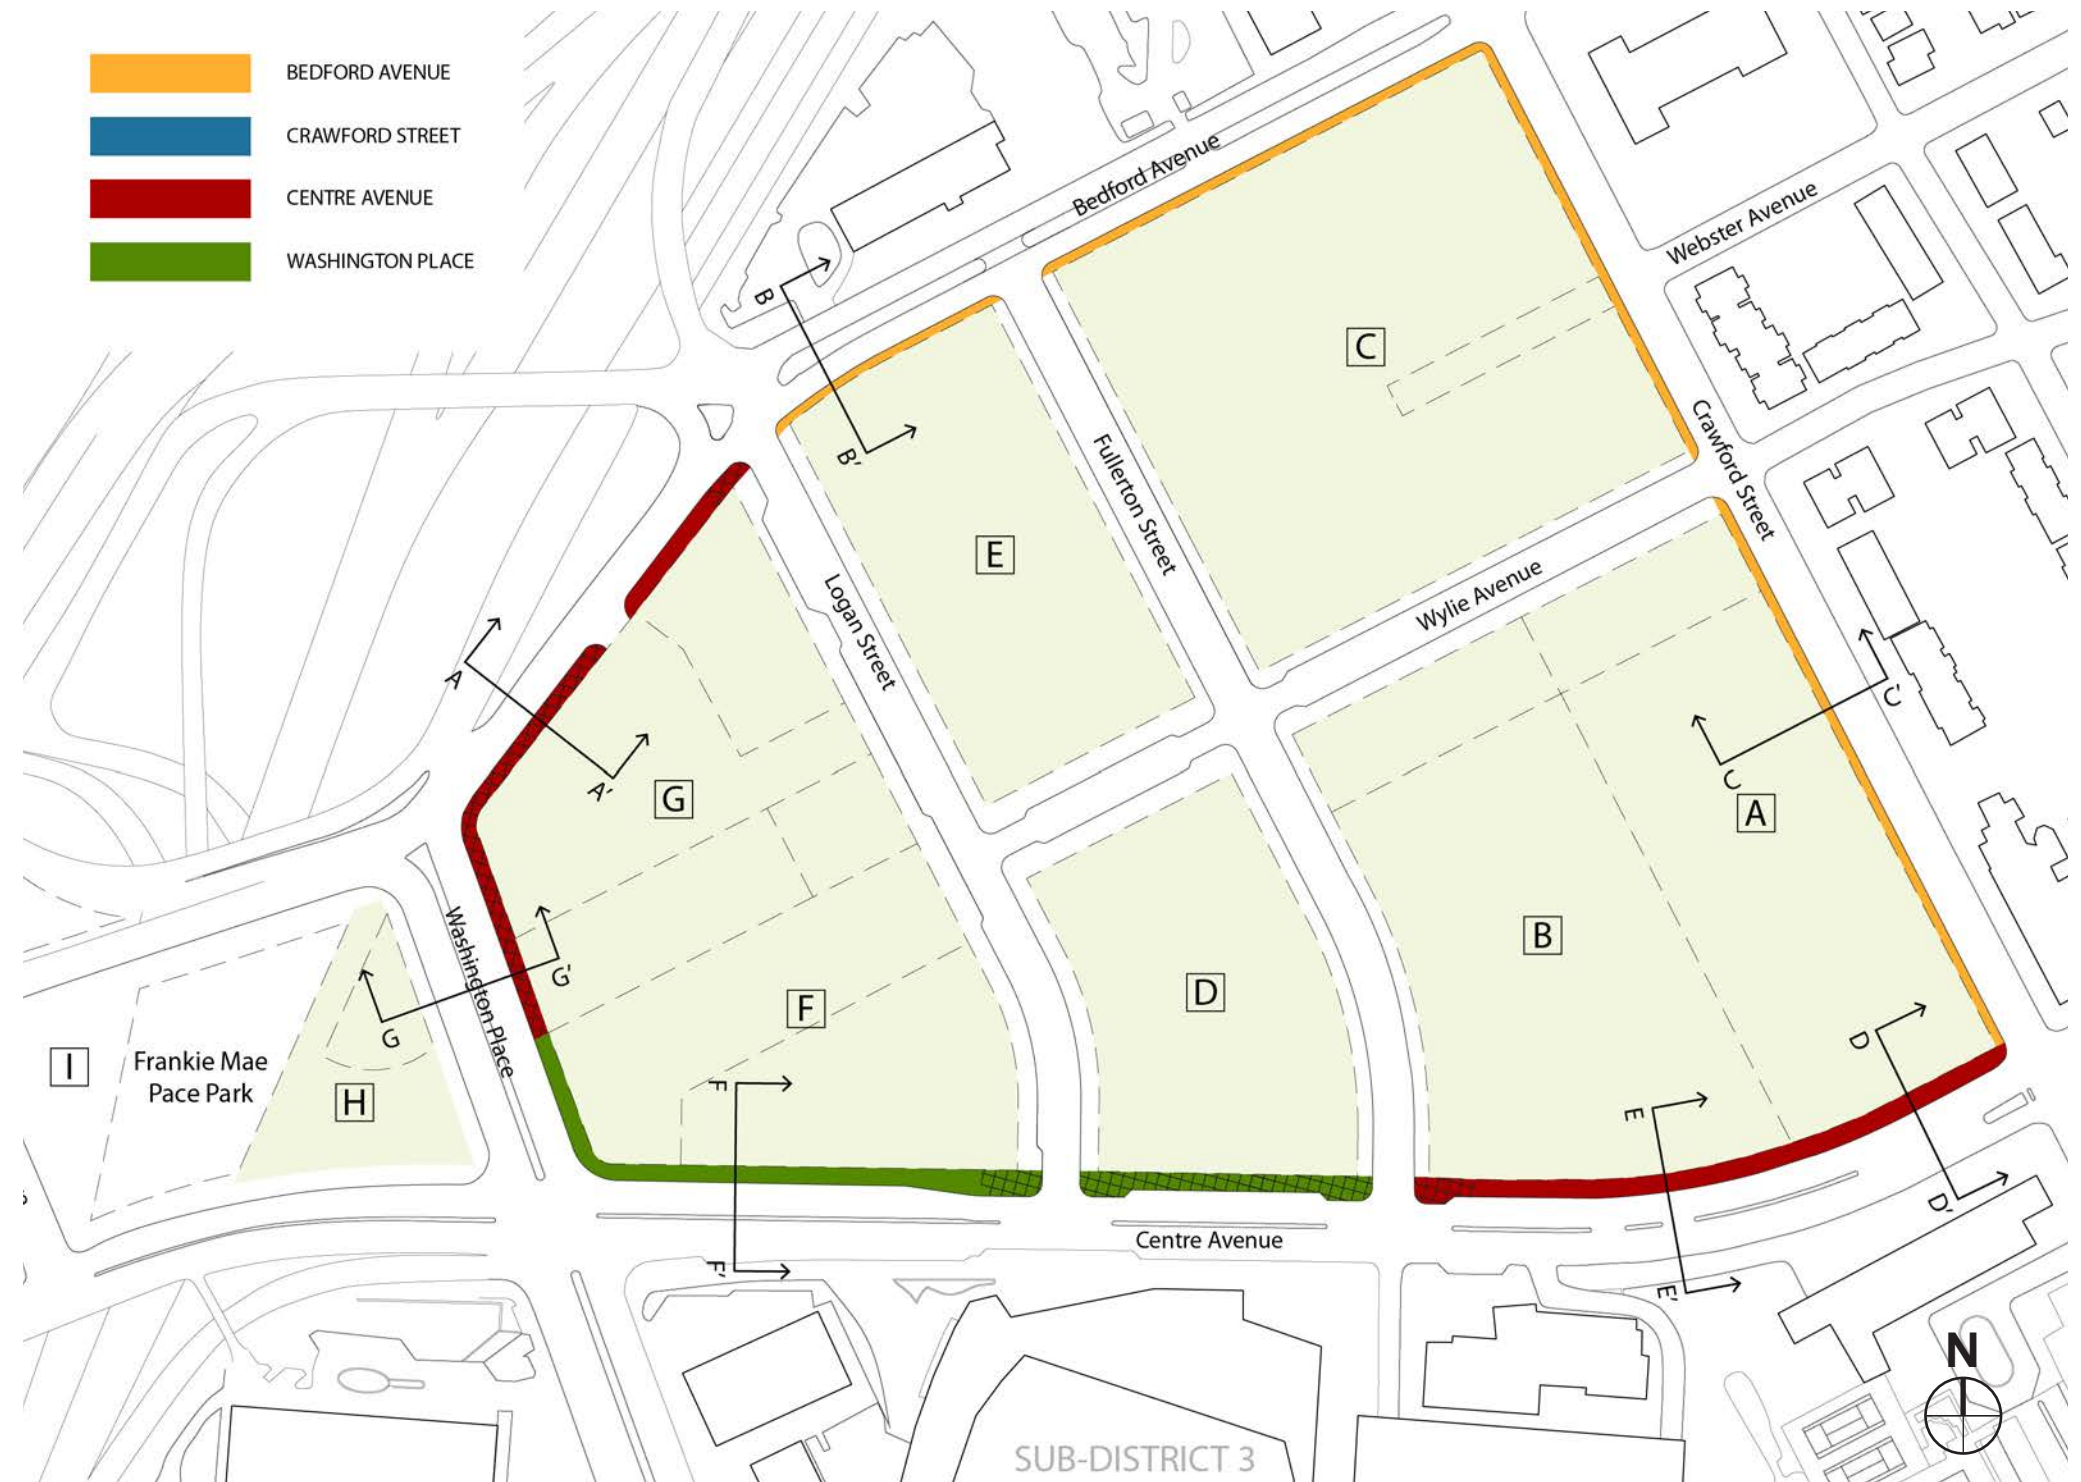 BEDFORD AVENUE
CRAWFORD STREET
CENTRE AVENUE
WASHINGTON PLACE
Bedford Avenue
Webster Avenue
B
C
B'
Crawford Street
Fullerton Street
E
Wylie Avenue
Logan Street
A
C'
A'
G
C
A
Washington Place
B
G'
D
F
G
D
I
Frankie Mae
Pace Park
H
F
E
D'
Centre Avenue
F'
E'
N
SUB-DISTRICT 3